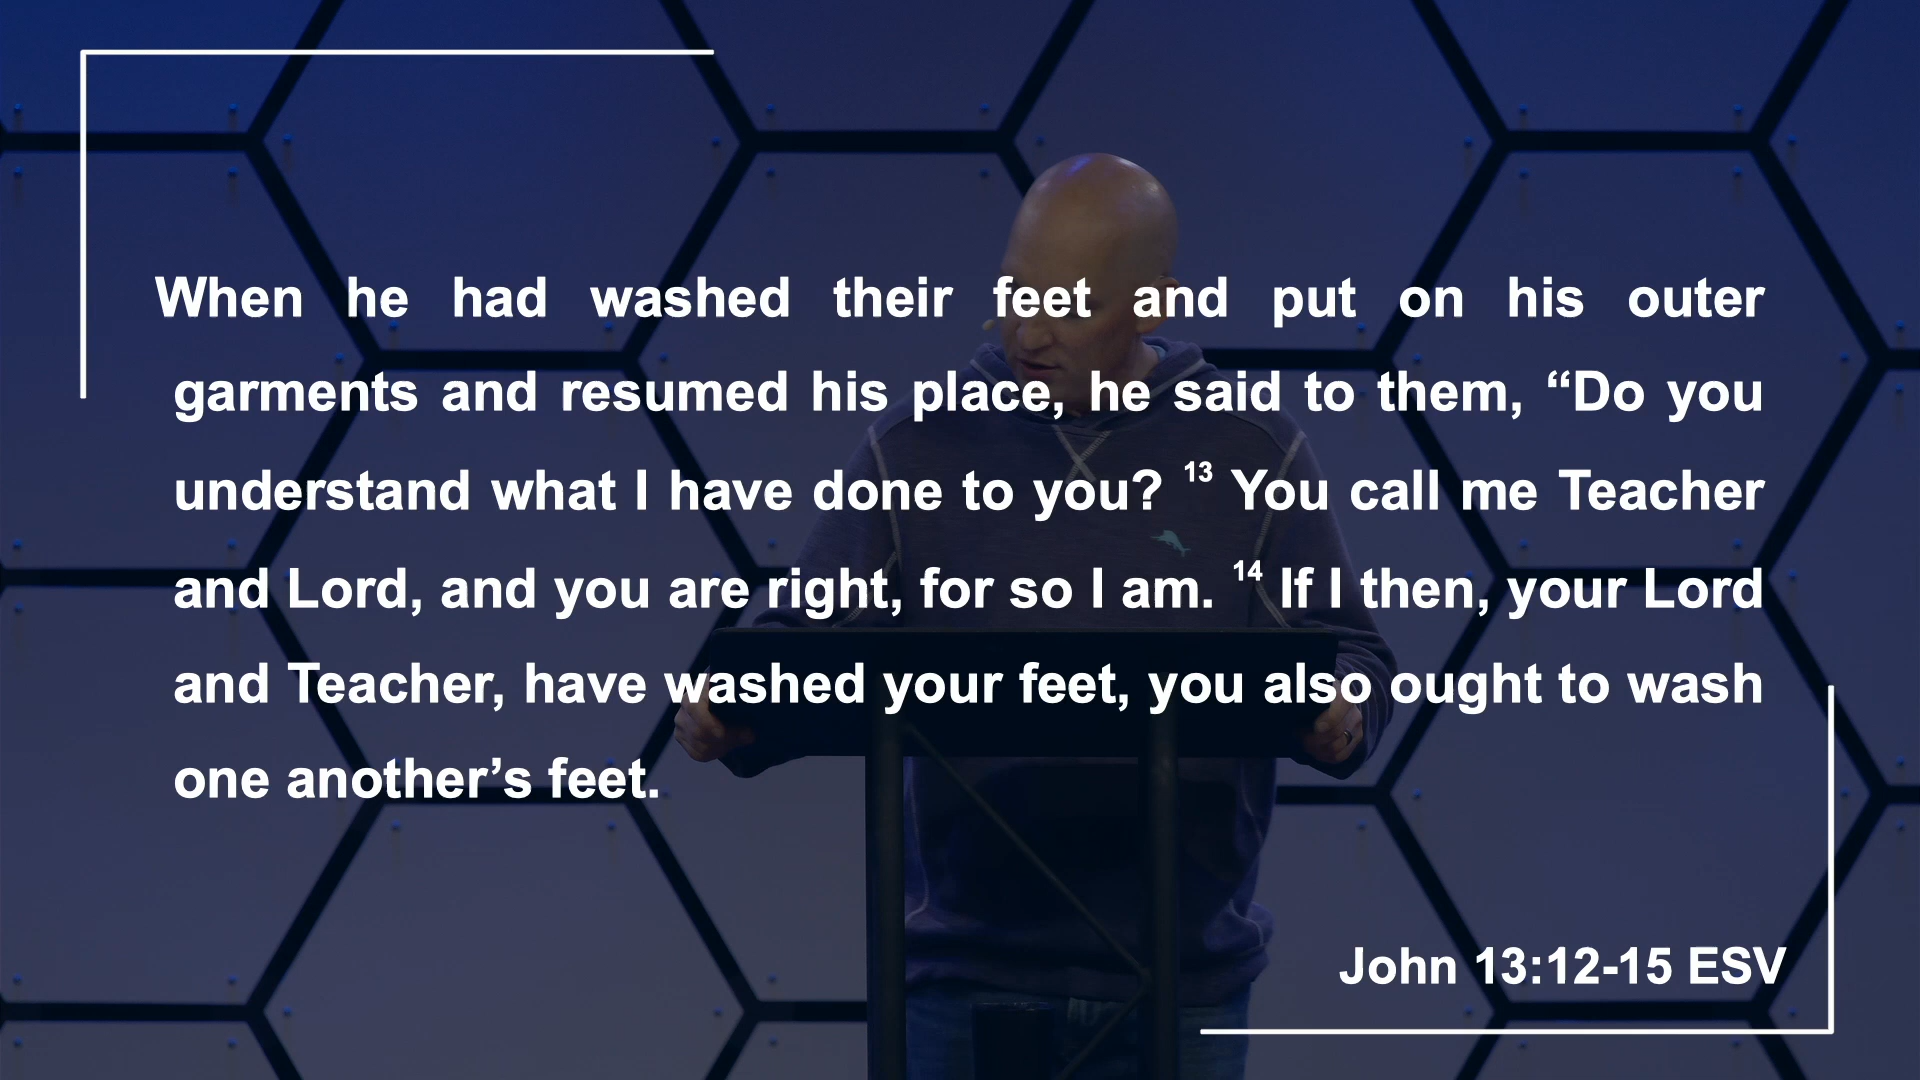 When he had washed their feet and put on his outer
garments and resumed his place, he said to them, “Do you
understand what I have done to you? 13 You call me Teacher
and Lord, and you are right, for so I am. 14 If I then, your Lord
and Teacher, have washed your feet, you also ought to wash
one another’s feet.
John 13:12-15 ESV